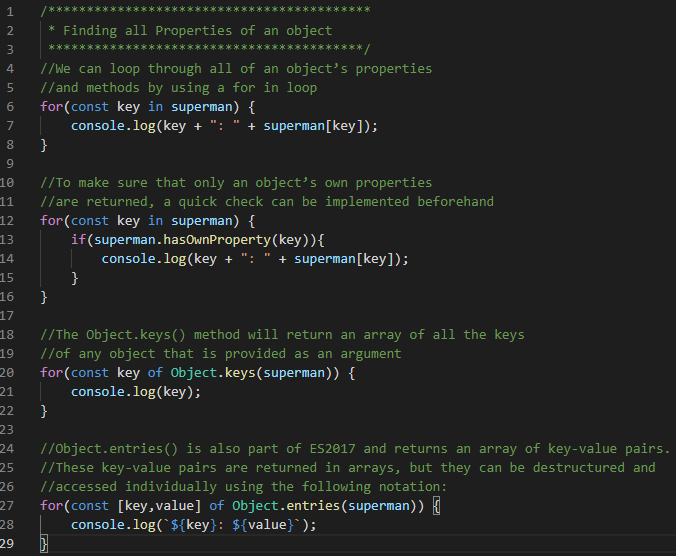 1 /******************************************
2 * Finding all Properties of an object
3 *****************************************/
4 //We can loop through all of an object’s properties
5 //and methods by using a for in loop
6 for(const key in superman) {
7 console.log(key + ": " + superman[key]);
8 }
9
10 //To make sure that only an object’s own properties
11 //are returned, a quick check can be implemented beforehand
12 for(const key in superman) {
13 if(superman.hasOwnProperty(key)){
14 console.log(key + ": " + superman[key]);
15 }
16 }
17
18 //The Object.keys() method will return an array of all the keys
19 //of any object that is provided as an argument
20 for(const key of Object.keys(superman)) {
21 console.log(key);
22 }
23
24 //Object.entries() is also part of ES2017 and returns an array of key-value pairs.
25 //These key-value pairs are returned in arrays, but they can be destructured and
26 //accessed individually using the following notation:
27 for(const [key,value] of Object.entries(superman)) {
28 console.log(`${key}: ${value}`);
29 }